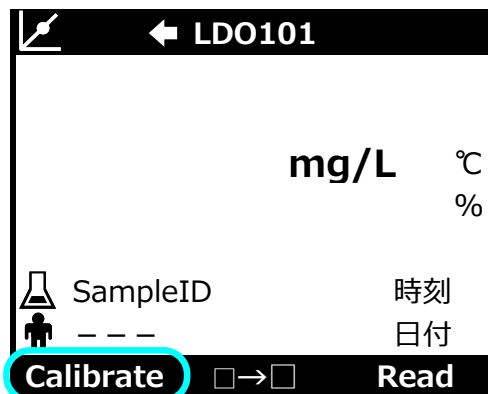 LDO101
mg/L ℃
%
SampleID 時刻
– – – 日付
Calibrate □→□ Read